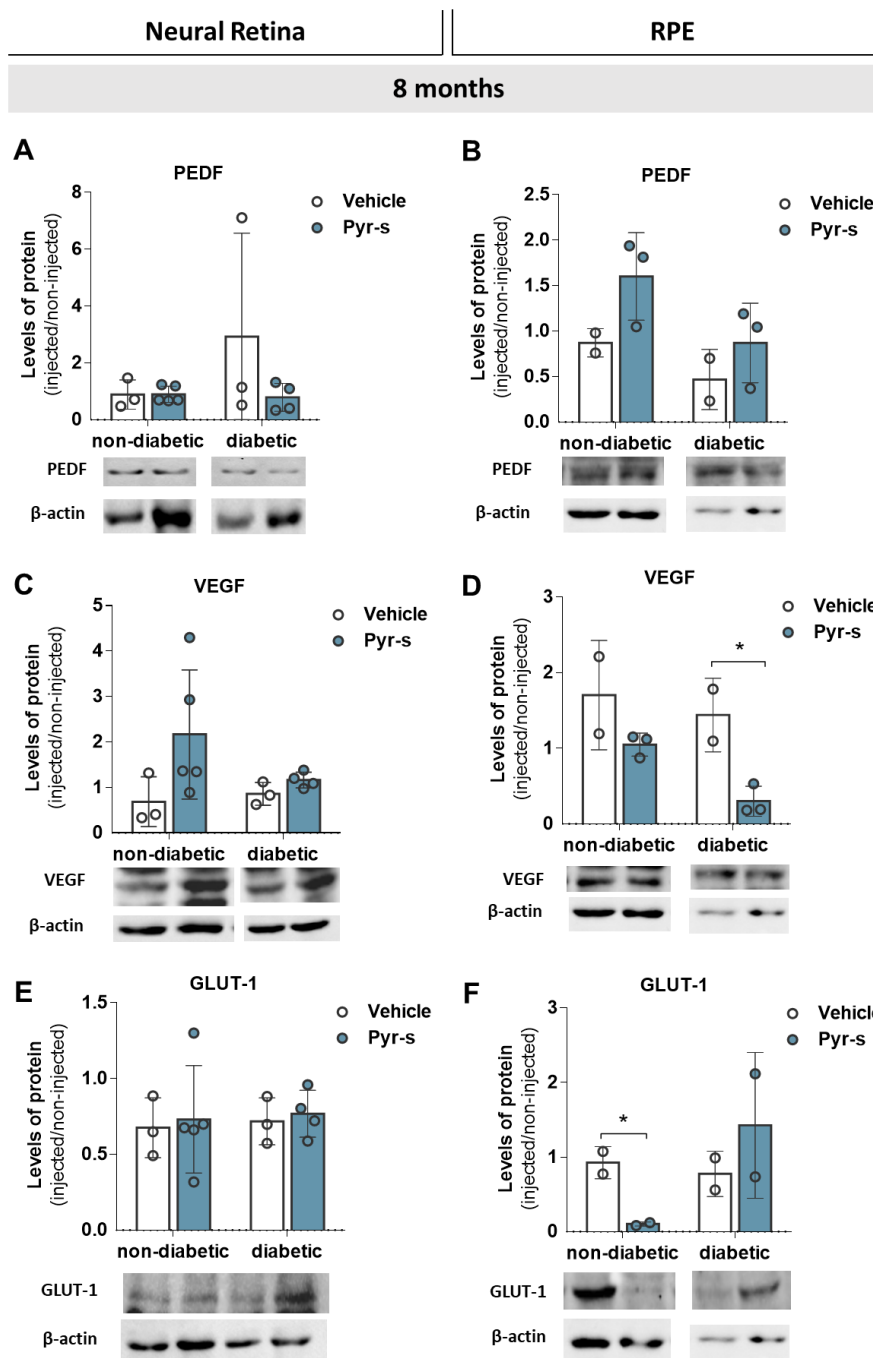 Neural Retina
RPE
8 months
A
PEDF
Levels of protein
(injected/non-injected)
8
6
4
2
0
Vehicle
Pyr-s
non-diabetic
diabetic
PEDF
β-actin
B
PEDF
Levels of protein
(injected/non-injected)
2.5
2.0
1.5
1.0
0.5
0.0
Vehicle
Pyr-s
non-diabetic
diabetic
PEDF
β-actin
C
VEGF
Levels of protein
(injected/non-injected)
5
4
3
2
1
0
Vehicle
Pyr-s
non-diabetic
diabetic
VEGF
β-actin
D
VEGF
Levels of protein
(injected/non-injected)
3
2
1
0
Vehicle
Pyr-s
*
non-diabetic
diabetic
VEGF
β-actin
E
GLUT-1
Levels of protein
(injected/non-injected)
1.5
1.0
0.5
0.0
Vehicle
Pyr-s
non-diabetic
diabetic
GLUT-1
β-actin
F
GLUT-1
Levels of protein
(injected/non-injected)
3
2
1
0
Vehicle
Pyr-s
*
non-diabetic
diabetic
GLUT-1
β-actin